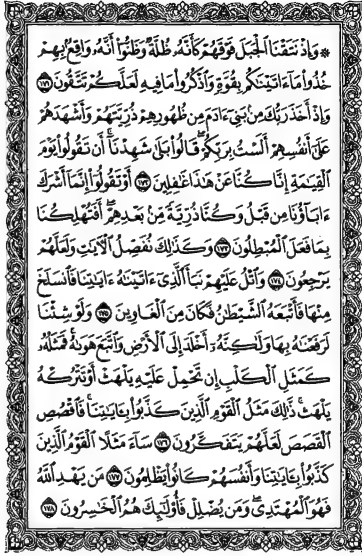 ۞ وَإِذْ نَتَقْنَا ٱلْجَبَلَ فَوْقَهُمْ كَأَنَّهُۥ ظُلَّةٌ وَظَنُّوٓا۟ أَنَّهُۥ وَاقِعٌۢ بِهِمْ
خُذُوا۟ مَآ ءَاتَيْنَٰكُم بِقُوَّةٍ وَٱذْكُرُوا۟ مَا فِيهِ لَعَلَّكُمْ تَتَّقُونَ ١٧١
وَإِذْ أَخَذَ رَبُّكَ مِنۢ بَنِىٓ ءَادَمَ مِن ظُهُورِهِمْ ذُرِّيَّتَهُمْ وَأَشْهَدَهُمْ
عَلَىٰٓ أَنفُسِهِمْ أَلَسْتُ بِرَبِّكُمْ ۖ قَالُوا۟ بَلَىٰ ۛ شَهِدْنَآ ۛ أَن تَقُولُوا۟ يَوْمَ
ٱلْقِيَٰمَةِ إِنَّا كُنَّا عَنْ هَٰذَا غَٰفِلِينَ ١٧٢ أَوْ تَقُولُوٓا۟ إِنَّمَآ أَشْرَكَ
ءَابَآؤُنَا مِن قَبْلُ وَكُنَّا ذُرِّيَّةً مِّنۢ بَعْدِهِمْ ۖ أَفَتُهْلِكُنَا
بِمَا فَعَلَ ٱلْمُبْطِلُونَ ١٧٣ وَكَذَٰلِكَ نُفَصِّلُ ٱلْءَايَٰتِ وَلَعَلَّهُمْ
يَرْجِعُونَ ١٧٤ وَٱتْلُ عَلَيْهِمْ نَبَأَ ٱلَّذِىٓ ءَاتَيْنَٰهُ ءَايَٰتِنَا فَٱنسَلَخَ
مِنْهَا فَأَتْبَعَهُ ٱلشَّيْطَٰنُ فَكَانَ مِنَ ٱلْغَاوِينَ ١٧٥ وَلَوْ شِئْنَا
لَرَفَعْنَٰهُ بِهَا وَلَٰكِنَّهُۥٓ أَخْلَدَ إِلَى ٱلْأَرْضِ وَٱتَّبَعَ هَوَىٰهُ ۚ فَمَثَلُهُۥ
كَمَثَلِ ٱلْكَلْبِ إِن تَحْمِلْ عَلَيْهِ يَلْهَثْ أَوْ تَتْرُكْهُ
يَلْهَث ۚ ذَّٰلِكَ مَثَلُ ٱلْقَوْمِ ٱلَّذِينَ كَذَّبُوا۟ بِـَٔايَٰتِنَا ۚ فَٱقْصُصِ
ٱلْقَصَصَ لَعَلَّهُمْ يَتَفَكَّرُونَ ١٧٦ سَآءَ مَثَلًا ٱلْقَوْمُ ٱلَّذِينَ
كَذَّبُوا۟ بِـَٔايَٰتِنَا وَأَنفُسَهُمْ كَانُوا۟ يَظْلِمُونَ ١٧٧ مَن يَهْدِ ٱللَّهُ
فَهُوَ ٱلْمُهْتَدِى ۖ وَمَن يُضْلِلْ فَأُو۟لَٰٓئِكَ هُمُ ٱلْخَٰسِرُونَ ١٧٨